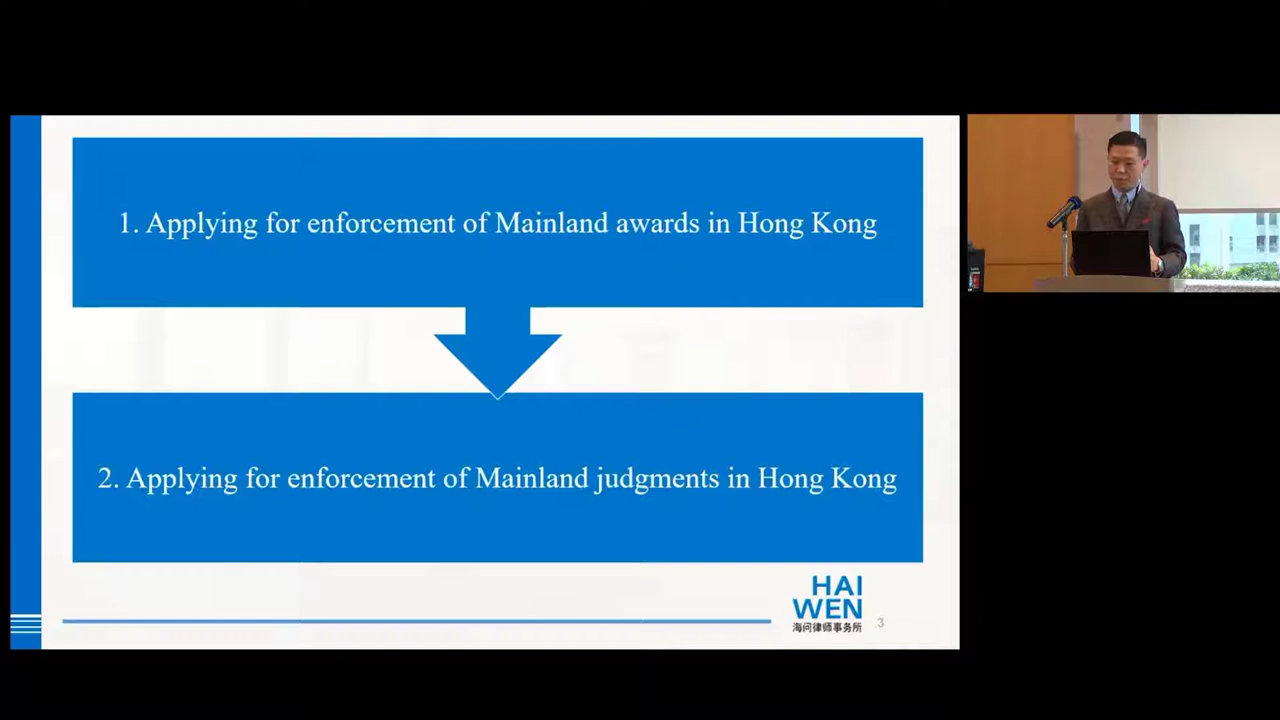 1. Applying for enforcement of Mainland awards in Hong Kong
2. Applying for enforcement of Mainland judgments in Hong Kong
HAI
WEN
海问律师事务所
3